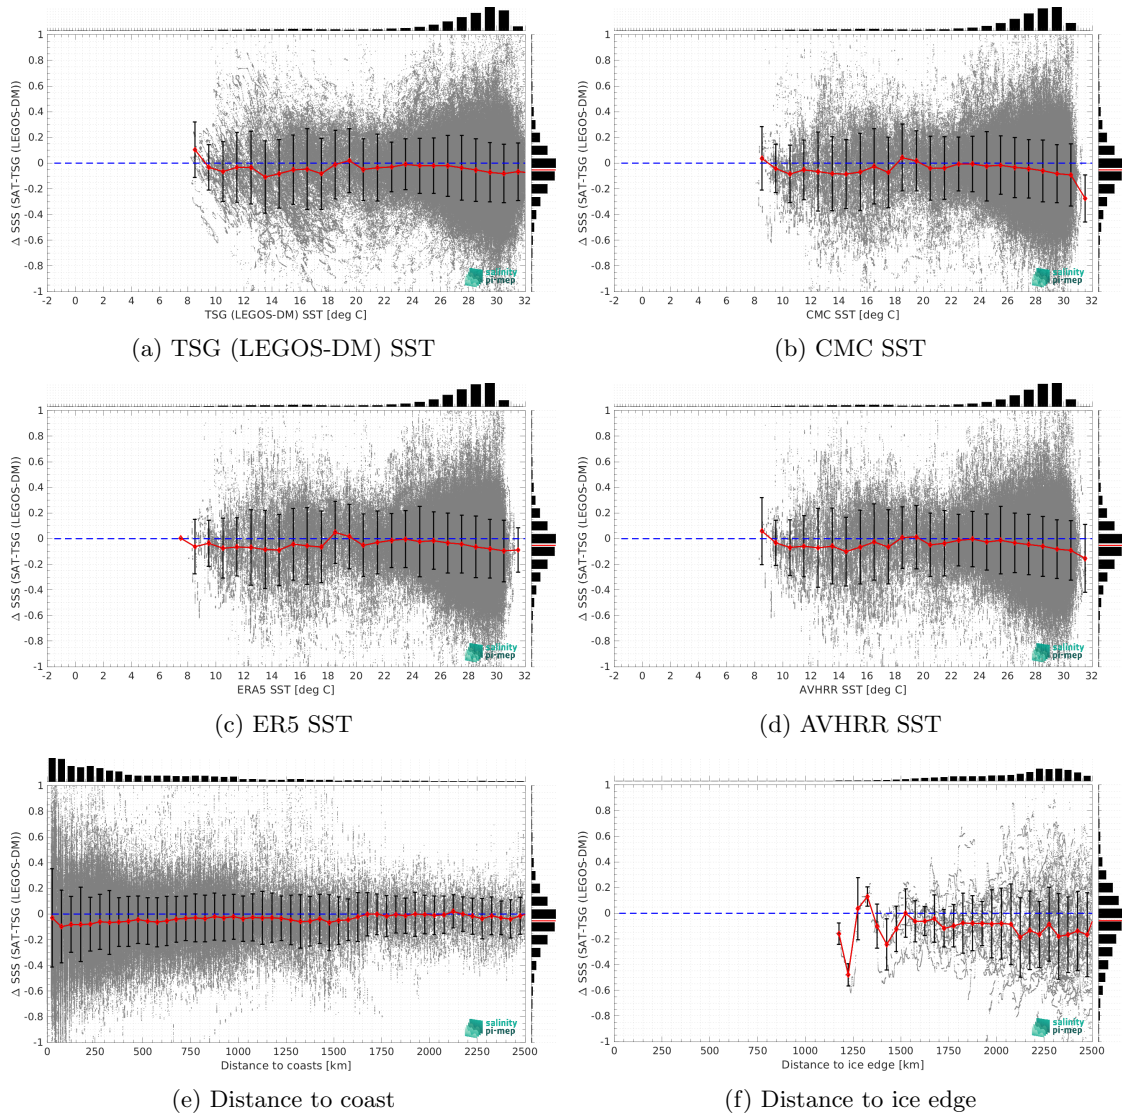 1
0.8
0.6
0.4
0.2
0
-0.2
-0.4
-0.6
-0.8
-1
Δ SSS (SAT-TSG (LEGOS-DM))
-2 0 2 4 6 8 10 12 14 16 18 20 22 24 26 28 30 32
TSG (LEGOS-DM) SST [deg C]
salinity
pi-mep
(a) TSG (LEGOS-DM) SST
1
0.8
0.6
0.4
0.2
0
-0.2
-0.4
-0.6
-0.8
-1
Δ SSS (SAT-TSG (LEGOS-DM))
-2 0 2 4 6 8 10 12 14 16 18 20 22 24 26 28 30 32
CMC SST [deg C]
salinity
pi-mep
(b) CMC SST
1
0.8
0.6
0.4
0.2
0
-0.2
-0.4
-0.6
-0.8
-1
Δ SSS (SAT-TSG (LEGOS-DM))
-2 0 2 4 6 8 10 12 14 16 18 20 22 24 26 28 30 32
ERA5 SST [deg C]
salinity
pi-mep
(c) ER5 SST
1
0.8
0.6
0.4
0.2
0
-0.2
-0.4
-0.6
-0.8
-1
Δ SSS (SAT-TSG (LEGOS-DM))
-2 0 2 4 6 8 10 12 14 16 18 20 22 24 26 28 30 32
AVHRR SST [deg C]
salinity
pi-mep
(d) AVHRR SST
1
0.8
0.6
0.4
0.2
0
-0.2
-0.4
-0.6
-0.8
-1
Δ SSS (SAT-TSG (LEGOS-DM))
0 250 500 750 1000 1250 1500 1750 2000 2250 2500
Distance to coasts [km]
salinity
pi-mep
(e) Distance to coast
1
0.8
0.6
0.4
0.2
0
-0.2
-0.4
-0.6
-0.8
-1
Δ SSS (SAT-TSG (LEGOS-DM))
0 250 500 750 1000 1250 1500 1750 2000 2250 2500
Distance to ice edge [km]
salinity
pi-mep
(f) Distance to ice edge